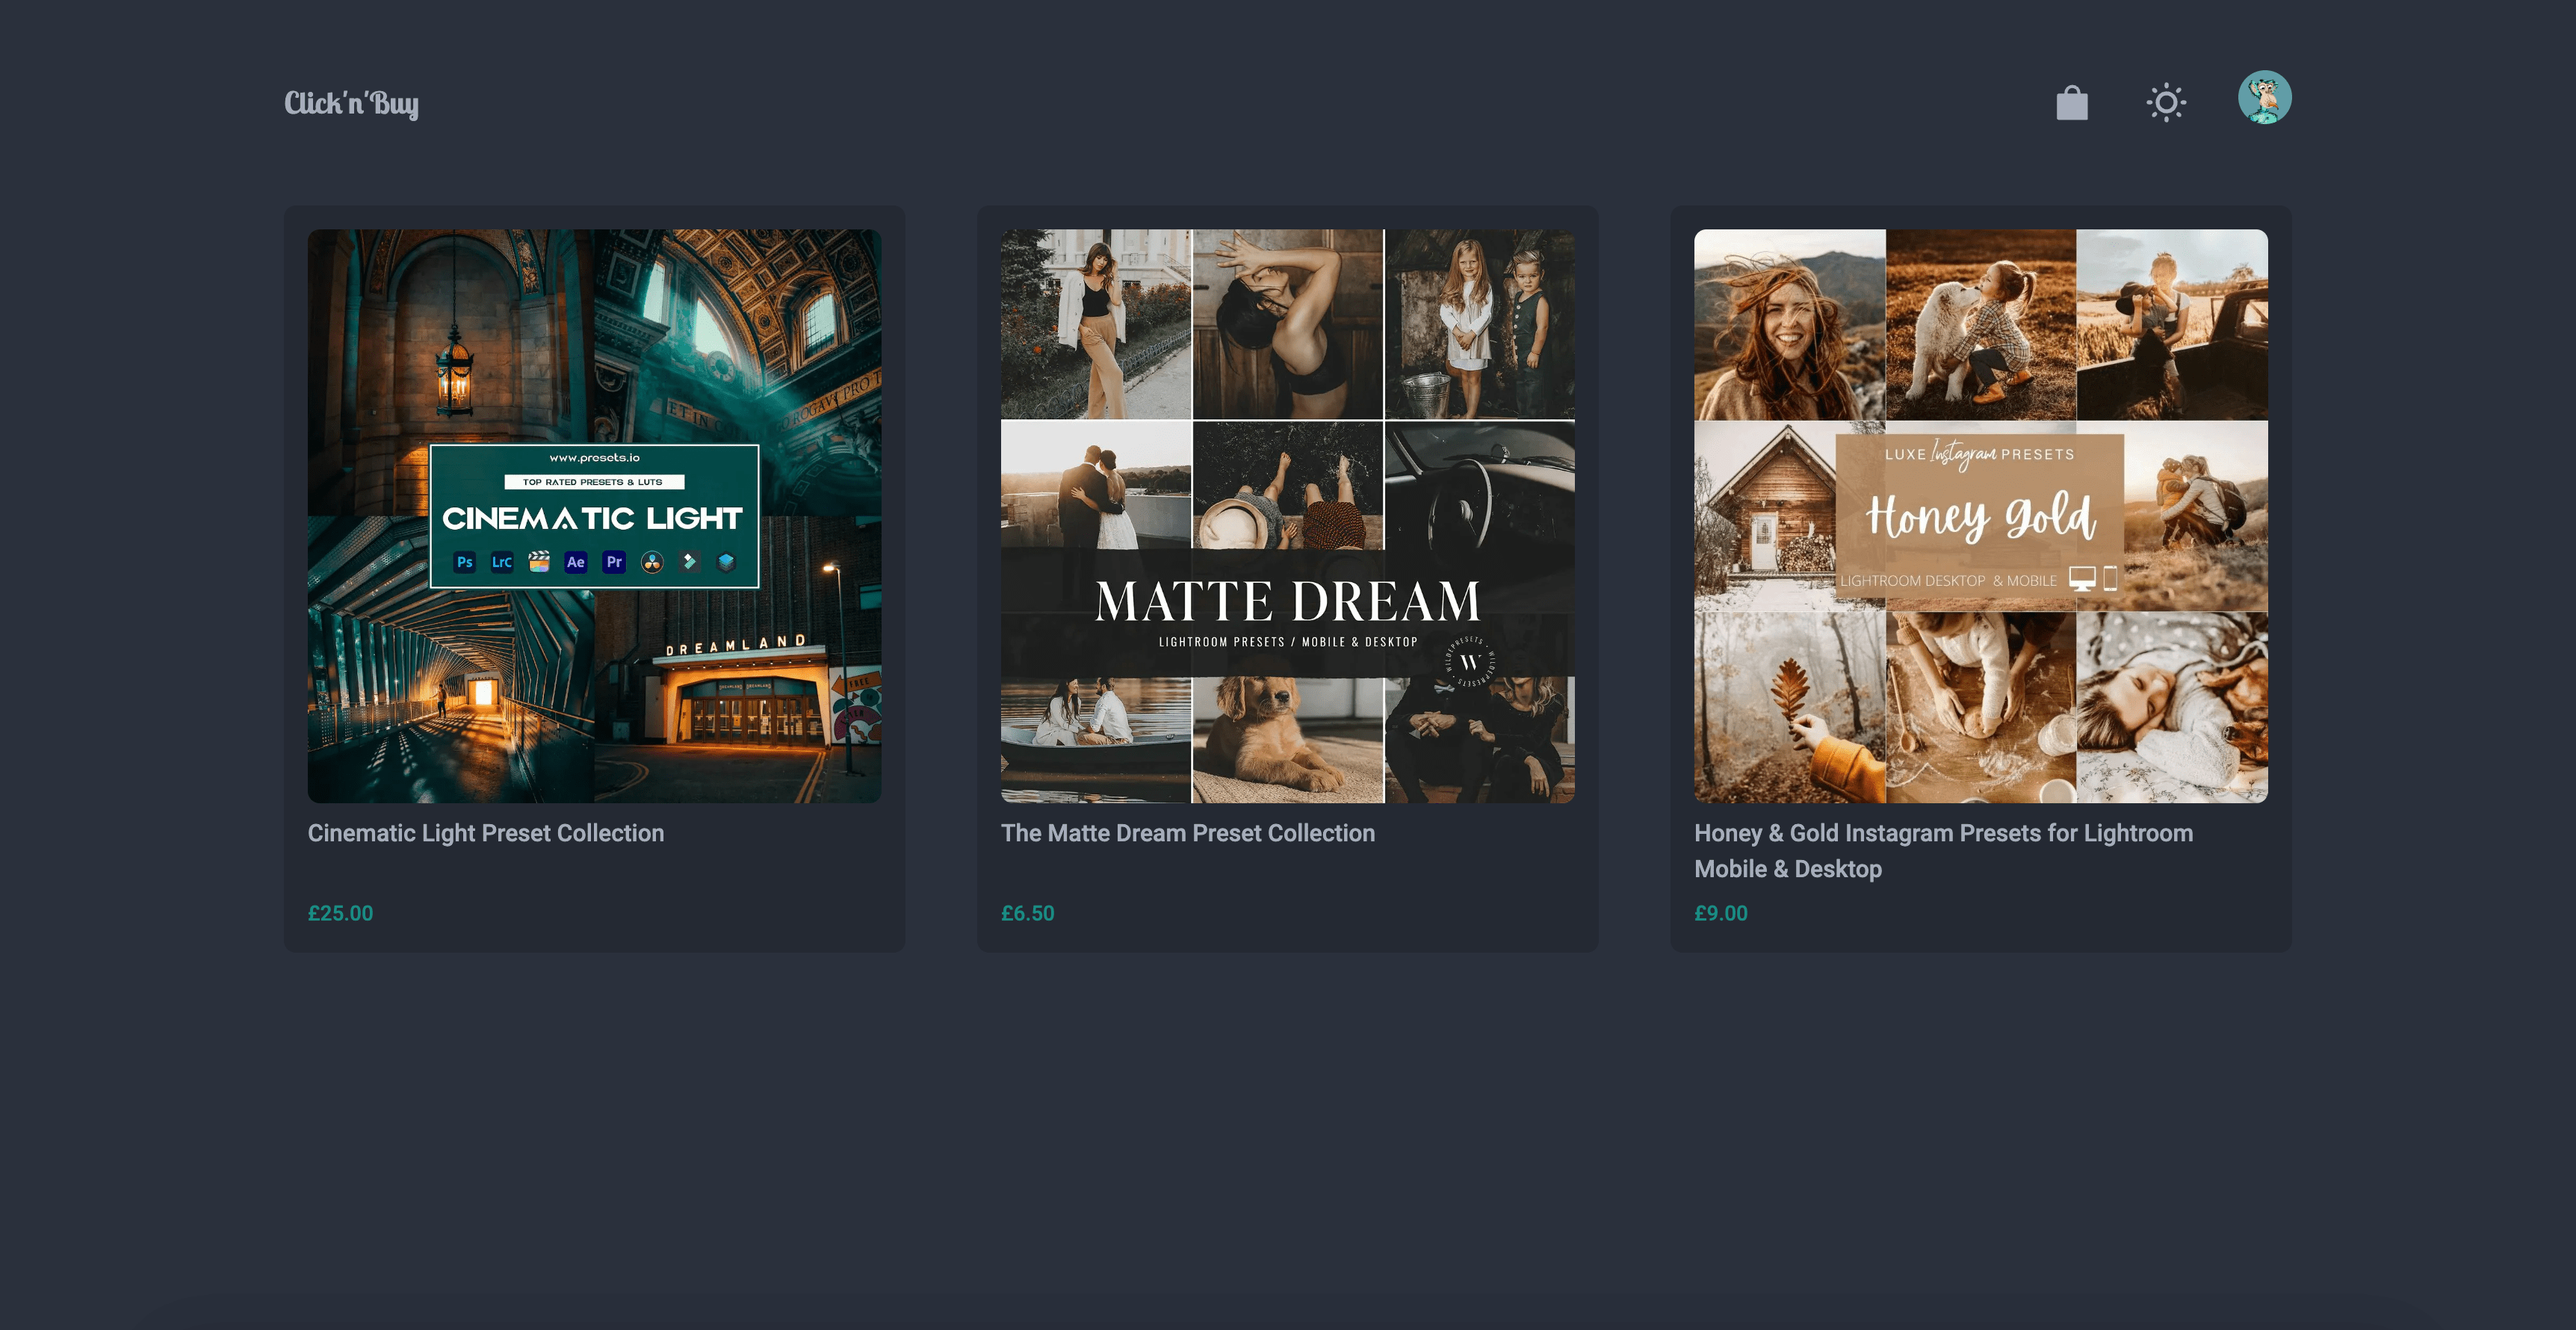 Click'n'Buy
www.presets.io
TOP RATED PRESETS & LUTS
CINEMATIC LIGHT
Ps LrC Ae Pr
DREAMLAND
MATTE DREAM
LIGHTROOM PRESETS / MOBILE & DESKTOP
W
LUXE Instagram PRESETS
Honey Gold
LIGHTROOM DESKTOP & MOBILE
Cinematic Light Preset Collection
£25.00
The Matte Dream Preset Collection
£6.50
Honey & Gold Instagram Presets for Lightroom
Mobile & Desktop
£9.00